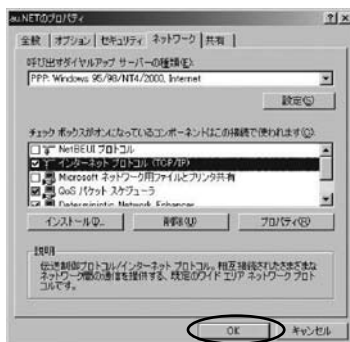 au.NETのプロパティ
全般 オプション セキュリティ ネットワーク 共有
呼び出すダイヤルアップ サーバーの種類(E):
PPP: Windows 95/98/NT4/2000, Internet
設定(S)
チェック ボックスがオンになっているコンポーネントはこの接続で使われます(O):
NetBEUI プロトコル
インターネット プロトコル (TCP/IP)
Microsoft ネットワーク用ファイルとプリンタ共有
QoS パケット スケジューラ
Deterministic Network Enhancer
インストール(I)... 削除(U) プロパティ(R)
説明
伝送制御プロトコル/インターネット プロトコル。相互接続されたさまざまな
ネットワーク間の通信を提供する、既定のワイド エリア ネットワーク プロト
コルです。
OK キャンセル